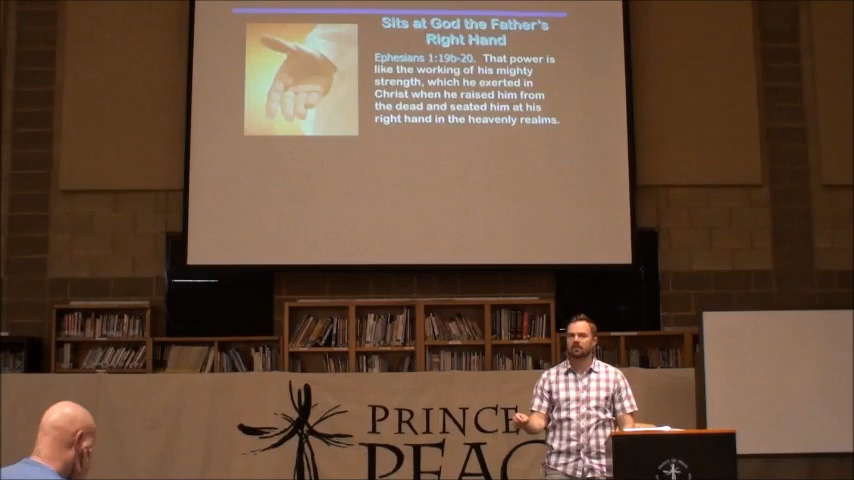 Sits at God the Father's
Right Hand
Ephesians 1:19b-20. That power is
like the working of his mighty
strength, which he exerted in
Christ when he raised him from
the dead and seated him at his
right hand in the heavenly realms.
PRINCE
PEAC